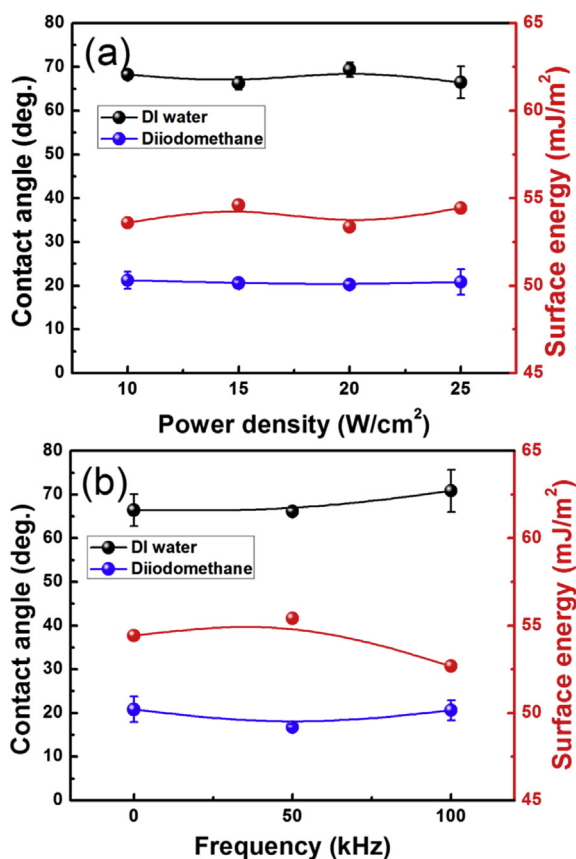 (a)
80
70
60
50
40
30
20
10
0
Contact angle (deg.)
DI water
Diiodomethane
65
60
55
50
45
Surface energy (mJ/m²)
10 15 20 25
Power density (W/cm²)
(b)
80
70
60
50
40
30
20
10
0
Contact angle (deg.)
DI water
Diiodomethane
65
60
55
50
45
Surface energy (mJ/m²)
0 50 100
Frequency (kHz)